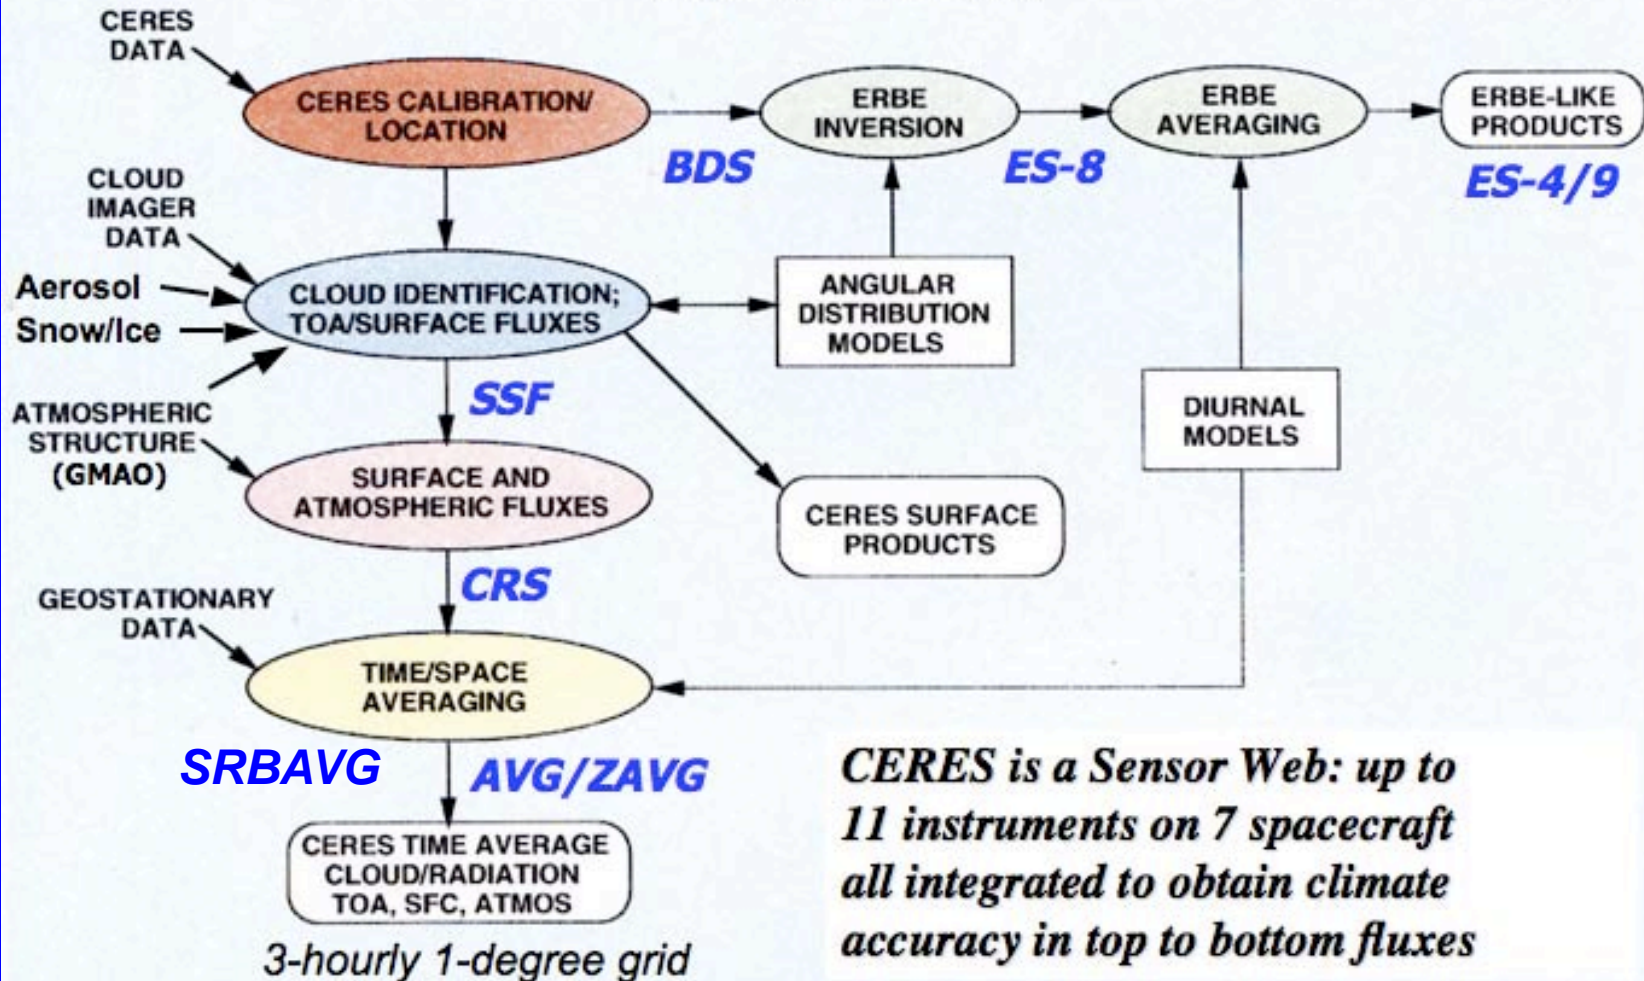 CERES
DATA
CERES CALIBRATION/
LOCATION
BDS
ERBE
INVERSION
ES-8
ERBE
AVERAGING
ERBE-LIKE
PRODUCTS
ES-4/9
CLOUD
IMAGER
DATA
Aerosol
Snow/Ice
CLOUD IDENTIFICATION;
TOA/SURFACE FLUXES
ANGULAR
DISTRIBUTION
MODELS
DIURNAL
MODELS
SSF
ATMOSPHERIC
STRUCTURE
(GMAO)
SURFACE AND
ATMOSPHERIC FLUXES
CERES SURFACE
PRODUCTS
CRS
GEOSTATIONARY
DATA
TIME/SPACE
AVERAGING
SRBAVG
AVG/ZAVG
CERES TIME AVERAGE
CLOUD/RADIATION
TOA, SFC, ATMOS
3-hourly 1-degree grid
CERES is a Sensor Web: up to
11 instruments on 7 spacecraft
all integrated to obtain climate
accuracy in top to bottom fluxes